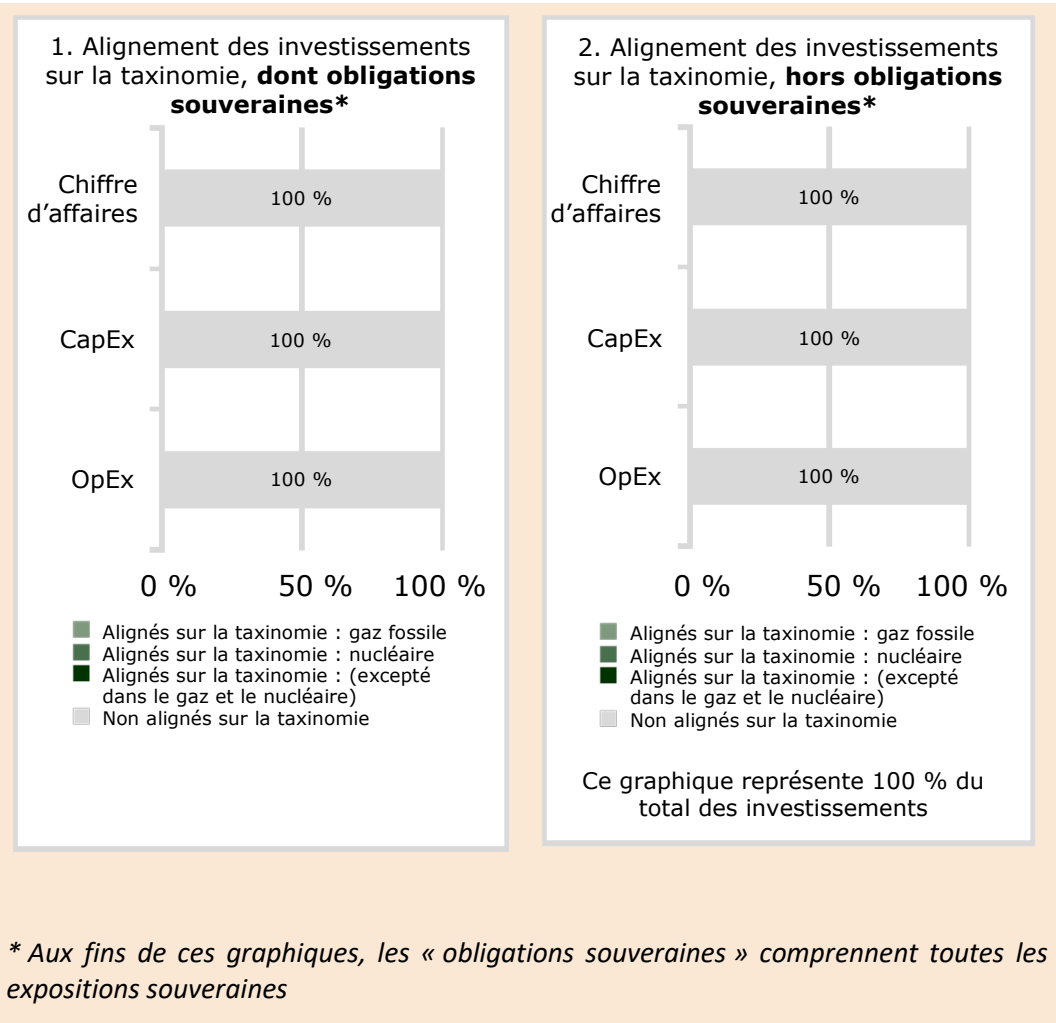 1. Alignement des investissements
sur la taxinomie, dont obligations
souveraines*
Chiffre
d’affaires
100 %
CapEx
100 %
OpEx
100 %
0 % 50 % 100 %
Alignés sur la taxinomie : gaz fossile
Alignés sur la taxinomie : nucléaire
Alignés sur la taxinomie : (excepté
dans le gaz et le nucléaire)
Non alignés sur la taxinomie
2. Alignement des investissements
sur la taxinomie, hors obligations
souveraines*
Chiffre
d’affaires
100 %
CapEx
100 %
OpEx
100 %
0 % 50 % 100 %
Alignés sur la taxinomie : gaz fossile
Alignés sur la taxinomie : nucléaire
Alignés sur la taxinomie : (excepté
dans le gaz et le nucléaire)
Non alignés sur la taxinomie
Ce graphique représente 100 % du
total des investissements
* Aux fins de ces graphiques, les « obligations souveraines » comprennent toutes les
expositions souveraines